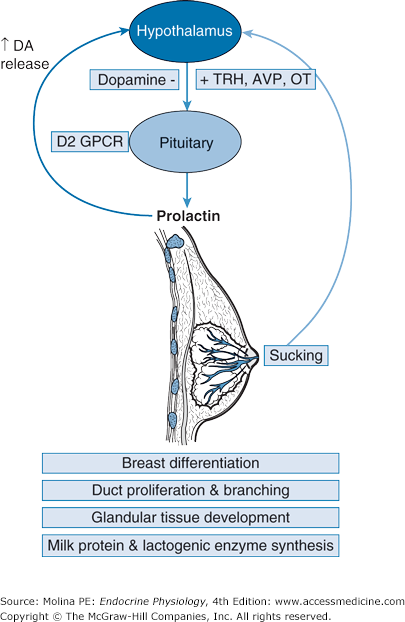 Hypothalamus
↑ DA
release
Dopamine -
+ TRH, AVP, OT
D2 GPCR
Pituitary
Prolactin
Sucking
Breast differentiation
Duct proliferation & branching
Glandular tissue development
Milk protein & lactogenic enzyme synthesis
Source: Molina PE: Endocrine Physiology, 4th Edition: www.accessmedicine.com
Copyright © The McGraw-Hill Companies, Inc. All rights reserved.